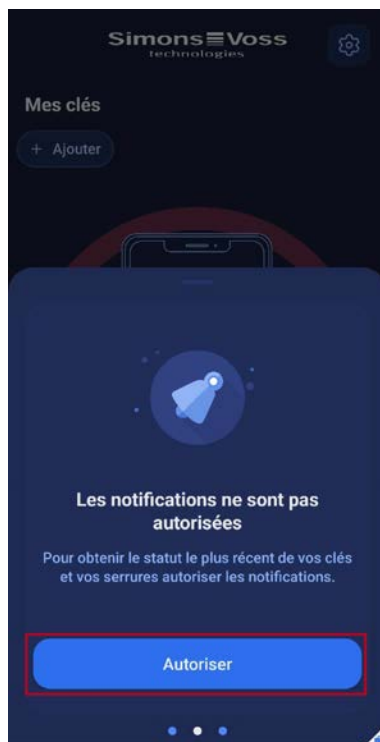 Simons Voss
technologies
Mes clés
+ Ajouter
Les notifications ne sont pas
autorisées
Pour obtenir le statut le plus récent de vos clés
et vos serrures autoriser les notifications.
Autoriser